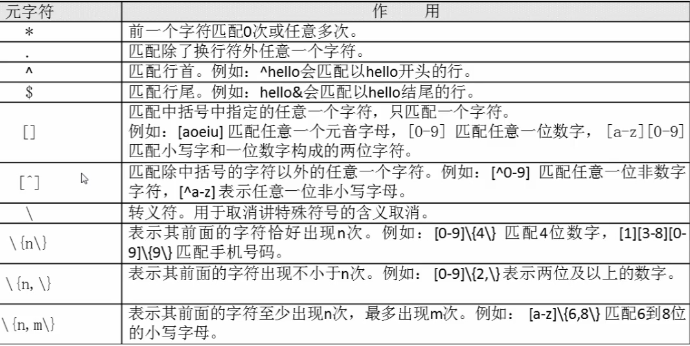 元字符 作 用
* 前一个字符匹配0次或任意多次。
. 匹配除了换行符外任意一个字符。
^ 匹配行首。例如：^hello会匹配以hello开头的行。
$ 匹配行尾。例如：hello&会匹配以hello结尾的行。
匹配中括号中指定的任意一个字符，只匹配一个字符。
[] 例如：[aoeiu] 匹配任意一个元音字母，[0-9] 匹配任意一位数字， [a-z][0-9]
匹配小写字和一位数字构成的两位字符。
[^] 匹配除中括号的字符以外的任意一个字符。例如：[^0-9] 匹配任意一位非数字
字符，[^a-z]表示任意一位非小写字母。
\ 转义符。用于取消讲特殊符号的含义取消。
\{n\} 表示其前面的字符恰好出现n次。例如：[0-9]\{4\} 匹配4位数字，[1][3-8][0-
9]\{9\} 匹配手机号码。
\{n,\} 表示其前面的字符出现不小于n次。例如： [0-9]\{2,\}表示两位及以上的数字。
\{n,m\} 表示其前面的字符至少出现n次，最多出现m次。例如： [a-z]\{6,8\} 匹配6到8位
的小写字母。